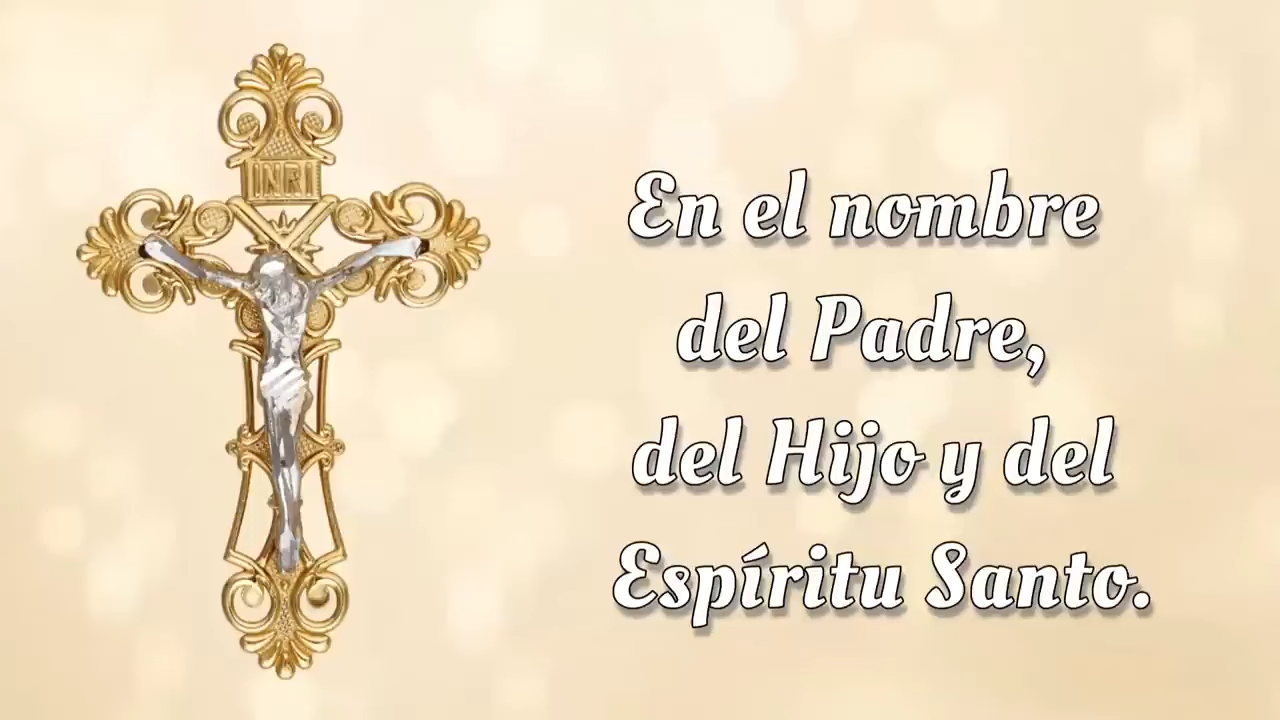 INRI
En el nombre
del Padre,
del Hijo y del
Espíritu Santo.